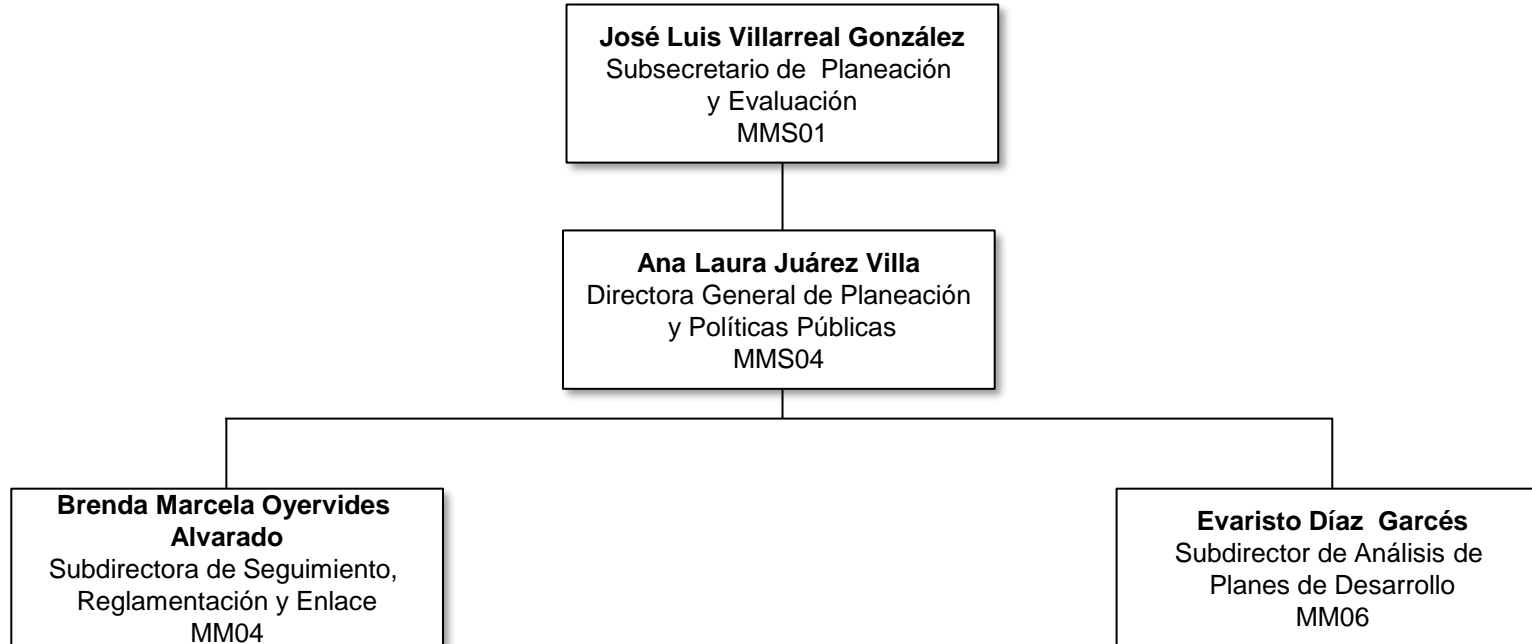 José Luis Villarreal González
Subsecretario de Planeación
y Evaluación
MMS01
Ana Laura Juárez Villa
Directora General de Planeación
y Políticas Públicas
MMS04
Brenda Marcela Oyervides
Alvarado
Subdirectora de Seguimiento,
Reglamentación y Enlace
MM04
Evaristo Díaz Garcés
Subdirector de Análisis de
Planes de Desarrollo
MM06